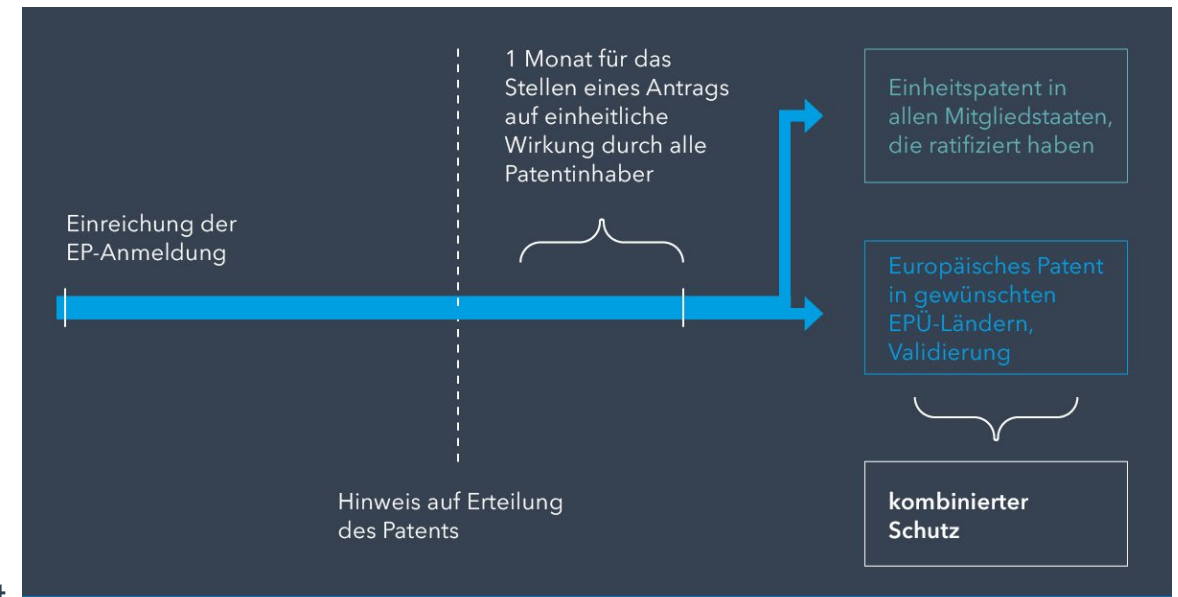 1 Monat für das
Stellen eines Antrags
auf einheitliche
Wirkung durch alle
Patentinhaber
Einheitspatent in
allen Mitgliedstaaten,
die ratifiziert haben
Einreichung der
EP-Anmeldung
Europäisches Patent
in gewünschten
EPÜ-Ländern,
Validierung
Hinweis auf Erteilung
des Patents
kombinierter
Schutz